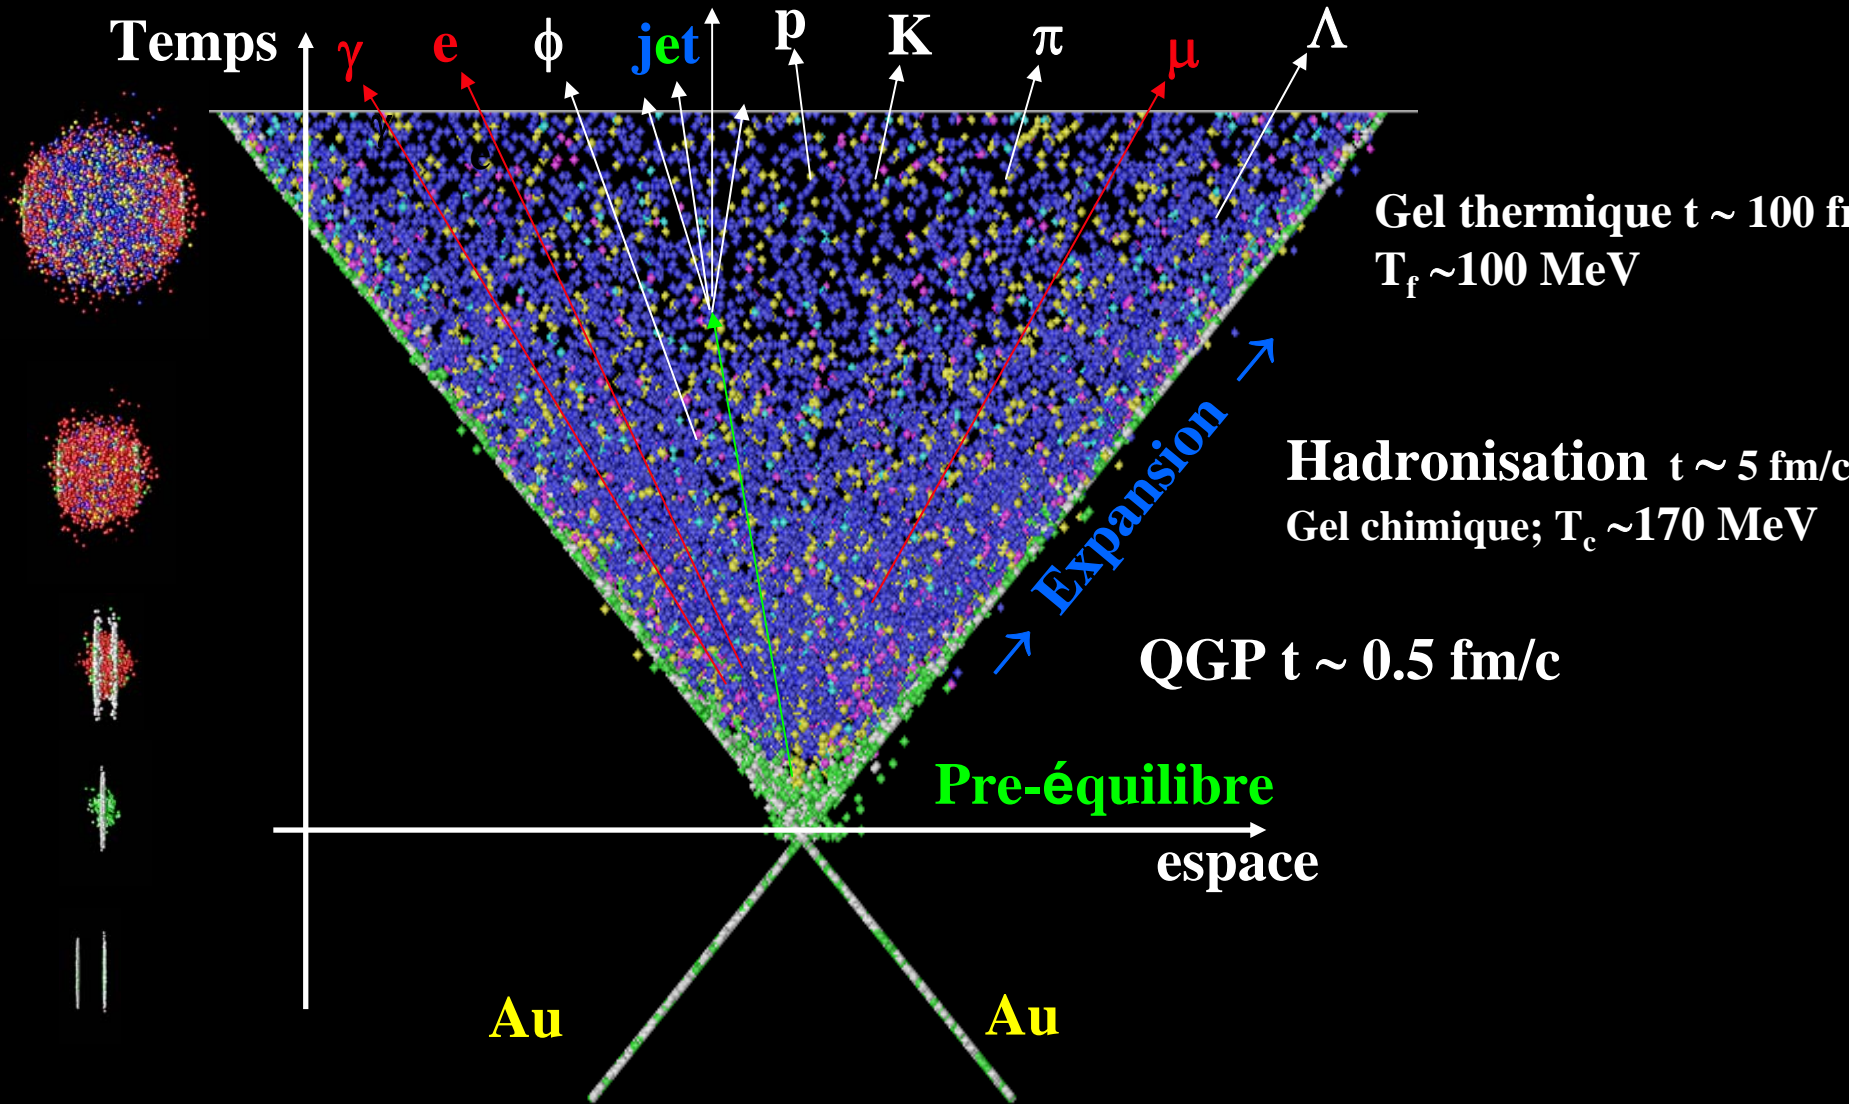 Temps
γ e ϕ jet p K π μ Λ
Gel thermique t ~ 100
T_f ~100 MeV
Hadronisation t ~ 5 fm/c
Gel chimique; T_c ~170 MeV
Expansion
QGP t ~ 0.5 fm/c
Pre-équilibre
espace
Au Au